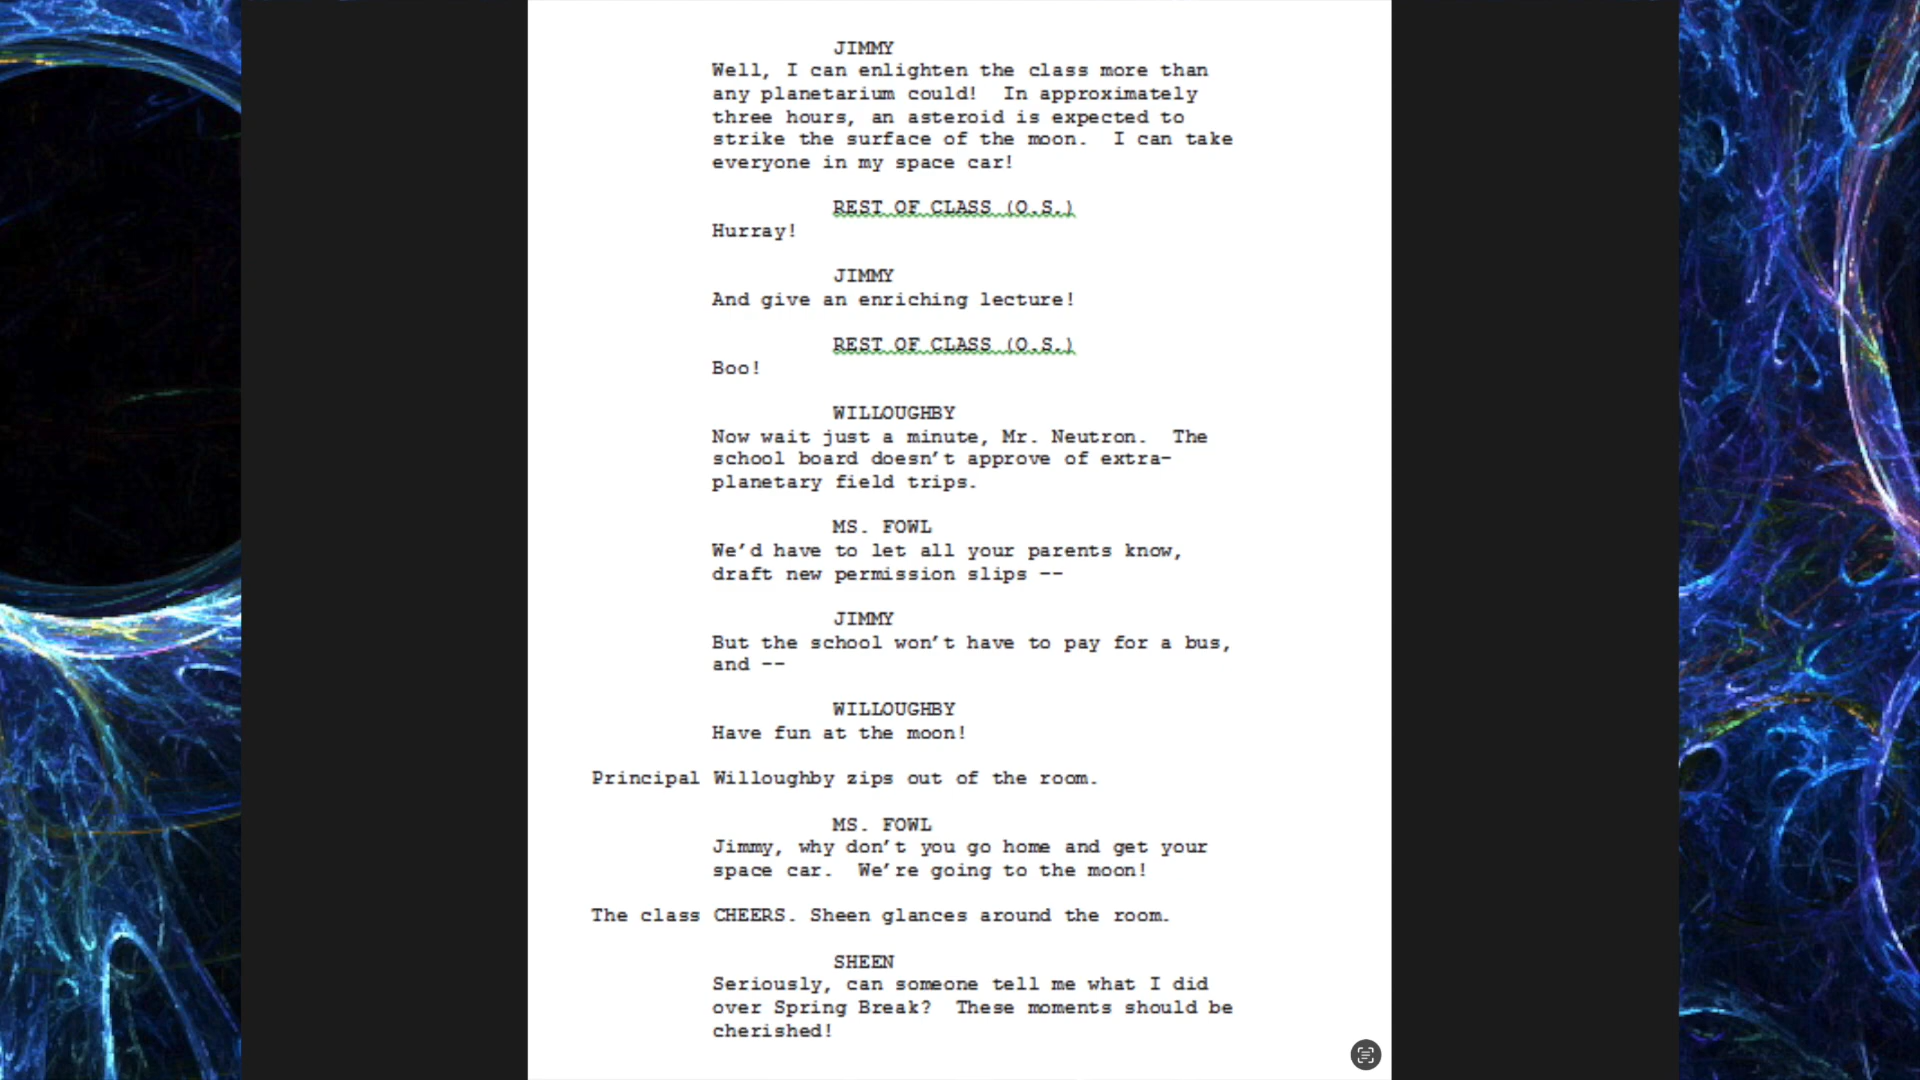 JIMMY
Well, I can enlighten the class more than
any planetarium could!  In approximately
three hours, an asteroid is expected to
strike the surface of the moon.  I can take
everyone in my space car!
REST OF CLASS (O.S.)
Hurray!
JIMMY
And give an enriching lecture!
REST OF CLASS (O.S.)
Boo!
WILLOUGHBY
Now wait just a minute, Mr. Neutron.  The
school board doesn’t approve of extra-
planetary field trips.
MS. FOWL
We’d have to let all your parents know,
draft new permission slips --
JIMMY
But the school won’t have to pay for a bus,
and --
WILLOUGHBY
Have fun at the moon!
Principal Willoughby zips out of the room.
MS. FOWL
Jimmy, why don’t you go home and get your
space car.  We’re going to the moon!
The class CHEERS. Sheen glances around the room.
SHEEN
Seriously, can someone tell me what I did
over Spring Break?  These moments should be
cherished!